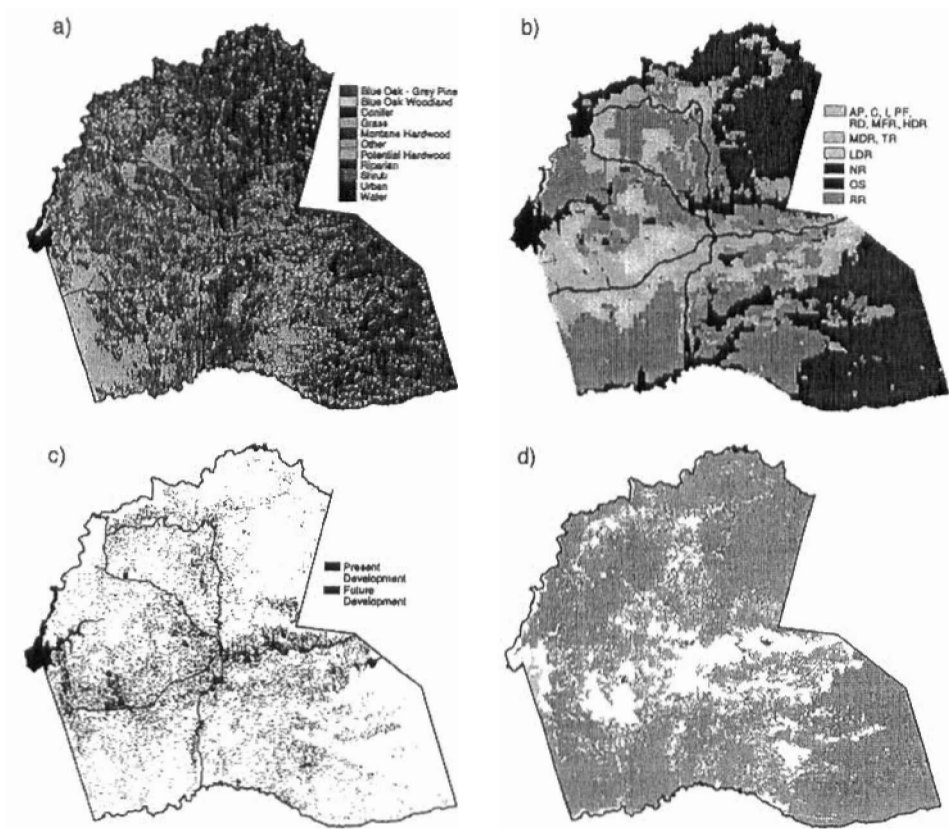 a)
Blue Oak - Grey Pine
Blue Oak Woodland
Conifer
Grass
Montane Hardwood
Other
Potential Hardwood
Riparian
Shrub
Urban
Water
b)
AP, C, I, PF,
RD, MFR, HDR
MDR, TR
LDR
NR
OS
RR
c)
Present
Development
Future
Development
d)